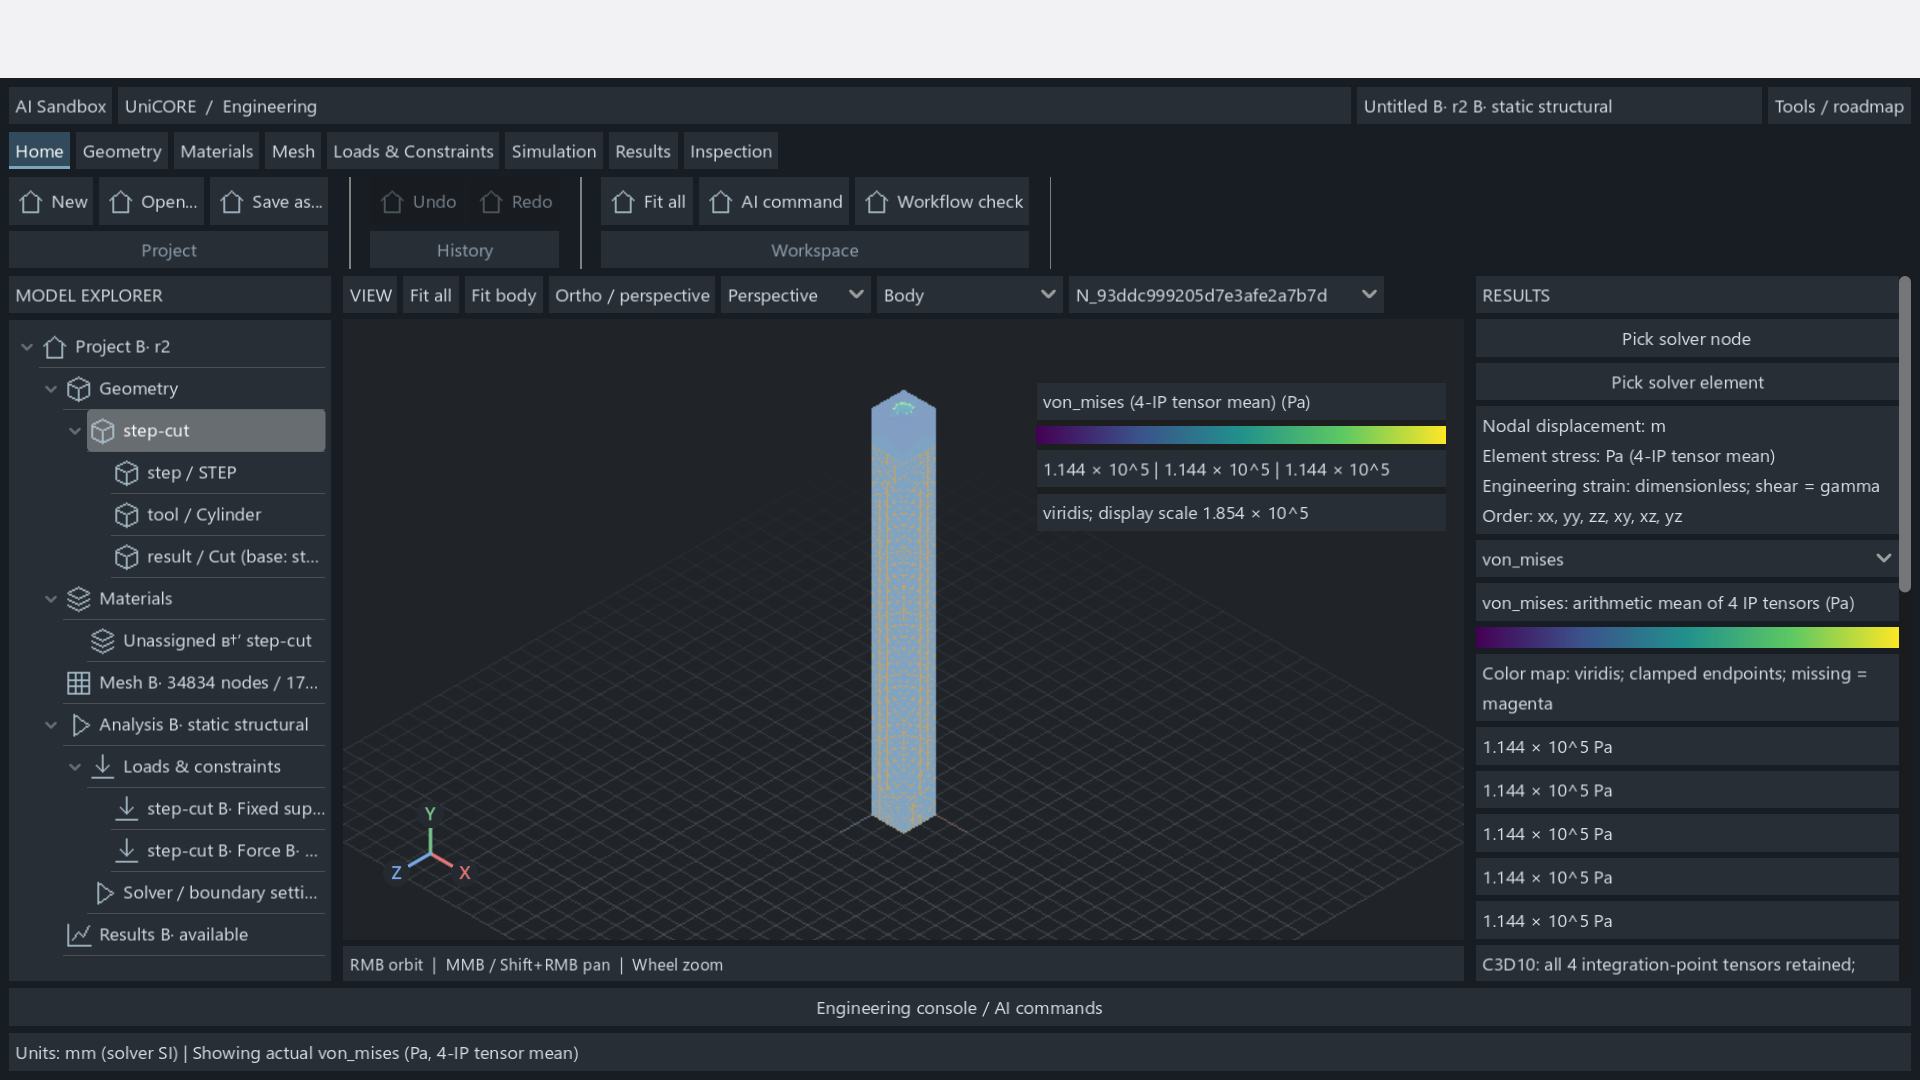 AI Sandbox
UniCORE / Engineering
Untitled В· r2 В· static structural
Tools / roadmap
Home
Geometry
Materials
Mesh
Loads & Constraints
Simulation
Results
Inspection
New
Open...
Save as...
Undo
Redo
Fit all
AI command
Workflow check
Project
History
Workspace
MODEL EXPLORER
VIEW
Fit all
Fit body
Ortho / perspective
Perspective
Body
N_93ddc999205d7e3afe2a7b7d
RESULTS
Project В· r2
Geometry
step-cut
step / STEP
tool / Cylinder
result / Cut (base: st...
Materials
Unassigned в†’ step-cut
Mesh В· 34834 nodes / 17...
Analysis В· static structural
Loads & constraints
step-cut В· Fixed sup...
step-cut В· Force В· ...
Solver / boundary setti...
Results В· available
von_mises (4-IP tensor mean) (Pa)
1.144 × 10^5 | 1.144 × 10^5 | 1.144 × 10^5
viridis; display scale 1.854 × 10^5
Y
Z
X
RMB orbit | MMB / Shift+RMB pan | Wheel zoom
Pick solver node
Pick solver element
Nodal displacement: m
Element stress: Pa (4-IP tensor mean)
Engineering strain: dimensionless; shear = gamma
Order: xx, yy, zz, xy, xz, yz
von_mises
von_mises: arithmetic mean of 4 IP tensors (Pa)
Color map: viridis; clamped endpoints; missing =
magenta
1.144 × 10^5 Pa
1.144 × 10^5 Pa
1.144 × 10^5 Pa
1.144 × 10^5 Pa
1.144 × 10^5 Pa
C3D10: all 4 integration-point tensors retained;
Engineering console / AI commands
Units: mm (solver SI) | Showing actual von_mises (Pa, 4-IP tensor mean)